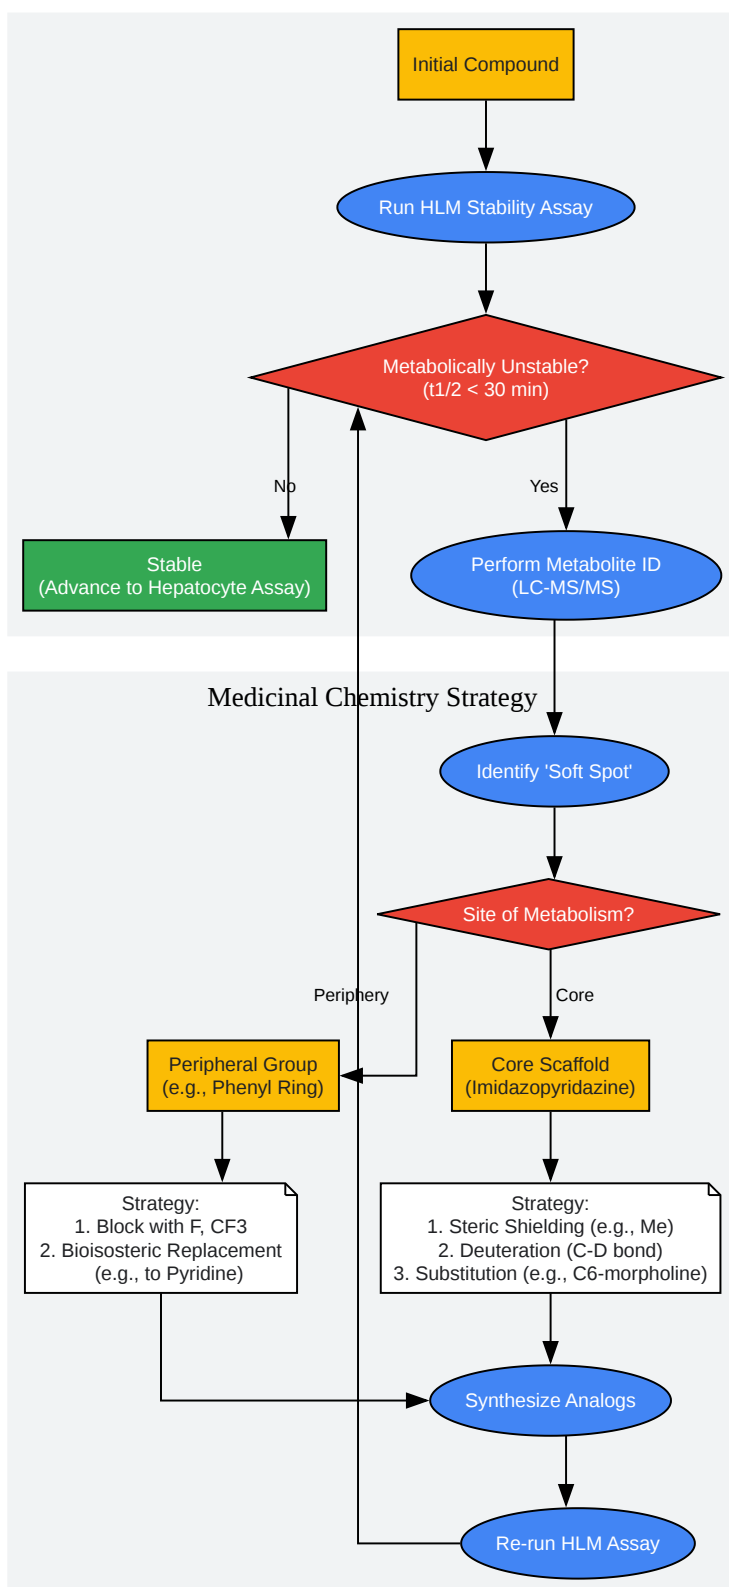 Initial Compound
Run HLM Stability Assay
Metabolically Unstable?
(t1/2 < 30 min)
No
Yes
Stable
(Advance to Hepatocyte Assay)
Perform Metabolite ID
(LC-MS/MS)
Medicinal Chemistry Strategy
Identify 'Soft Spot'
Site of Metabolism?
Periphery
Core
Peripheral Group
(e.g., Phenyl Ring)
Core Scaffold
(Imidazopyridazine)
Strategy:
1. Block with F, CF3
2. Bioisosteric Replacement
(e.g., to Pyridine)
Strategy:
1. Steric Shielding (e.g., Me)
2. Deuteration (C-D bond)
3. Substitution (e.g., C6-morpholine)
Synthesize Analogs
Re-run HLM Assay